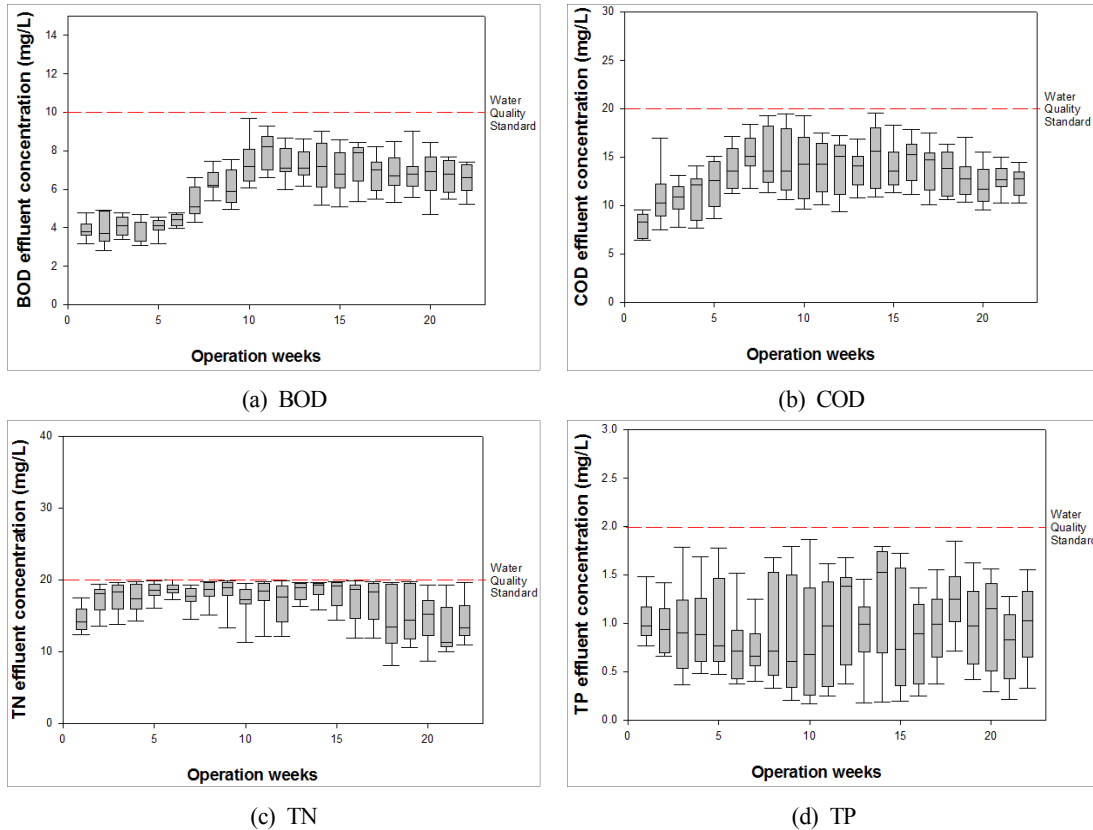 BOD effluent concentration (mg/L)
14
12
10
8
6
4
2
0
0 5 10 15 20
Operation weeks
Water
Quality
Standard
(a) BOD
COD effluent concentration (mg/L)
30
25
20
15
10
5
0
0 5 10 15 20
Operation weeks
Water
Quality
Standard
(b) COD
TN effluent concentration (mg/L)
40
30
20
10
0
0 5 10 15 20
Operation weeks
Water
Quality
Standard
(c) TN
TP effluent concentration (mg/L)
3.0
2.5
2.0
1.5
1.0
0.5
0.0
0 5 10 15 20
Operation weeks
Water
Quality
Standard
(d) TP